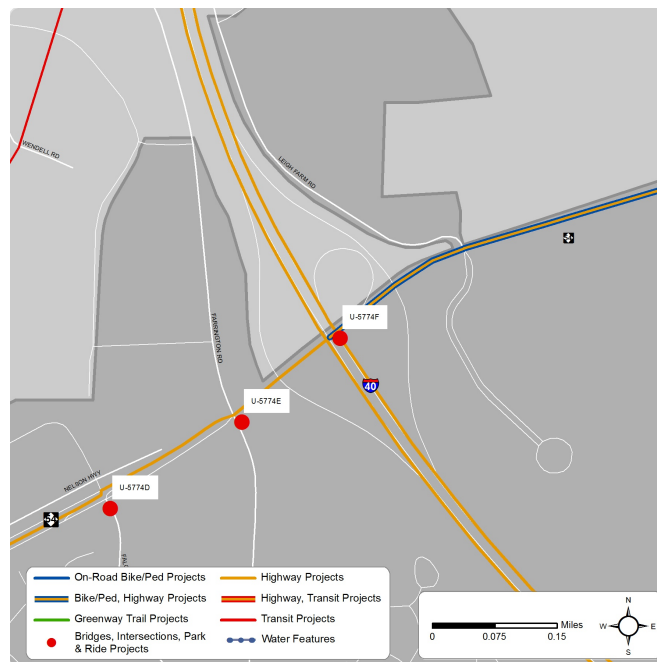 WENDELL RD
LEIGH FARM RD
54
U-5774F
FARRINGTON RD
40
U-5774E
NELSON HWY
U-5774D
54
On-Road Bike/Ped Projects
Highway Projects
Bike/Ped, Highway Projects
Highway, Transit Projects
Greenway Trail Projects
Transit Projects
Bridges, Intersections, Park
& Ride Projects
Water Features
Miles
0 0.075 0.15
N
W E
S